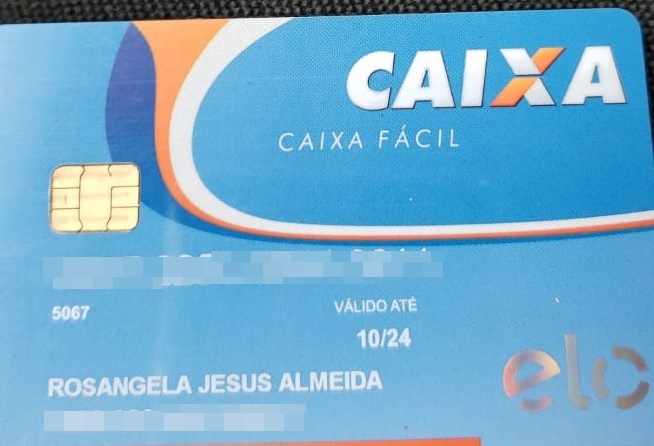 CAIXA
CAIXA FÁCIL
5067
VÁLIDO ATÉ
10/24
elo
ROSANGELA JESUS ALMEIDA